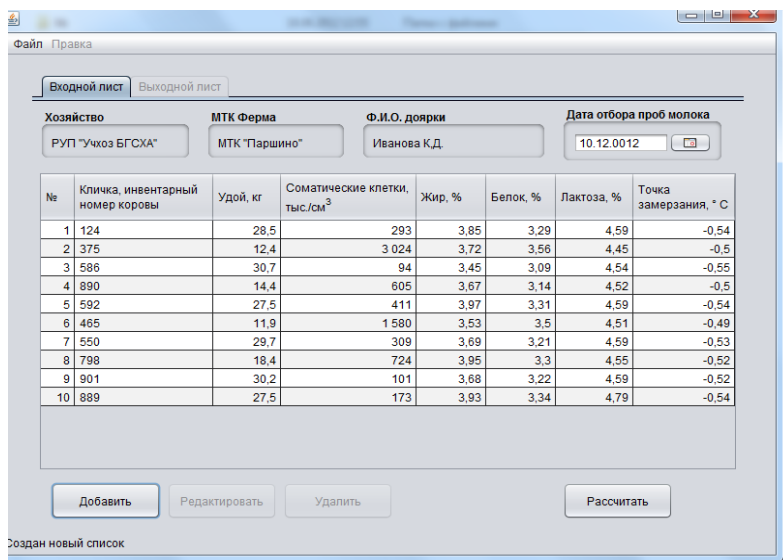 Файл Правка
Входной лист Выходной лист
Хозяйство МТК Ферма Ф.И.О. доярки Дата отбора проб молока
РУП "Учхоз БГСХА" МТК "Паршино" Иванова К.Д. 10.12.0012
№ Кличка, инвентарный номер коровы Удой, кг Соматические клетки, тыс./см3 Жир, % Белок, % Лактоза, % Точка замерзания, ° С
1 124 28,5 293 3,85 3,29 4,59 -0,54
2 375 12,4 3 024 3,72 3,56 4,45 -0,5
3 586 30,7 94 3,45 3,09 4,54 -0,55
4 890 14,4 605 3,67 3,14 4,52 -0,5
5 592 27,5 411 3,97 3,31 4,59 -0,54
6 465 11,9 1 580 3,53 3,5 4,51 -0,49
7 550 29,7 309 3,69 3,21 4,59 -0,53
8 798 18,4 724 3,95 3,3 4,55 -0,52
9 901 30,2 101 3,68 3,22 4,59 -0,52
10 889 27,5 173 3,93 3,34 4,79 -0,54
Добавить Редактировать Удалить Рассчитать
Создан новый список